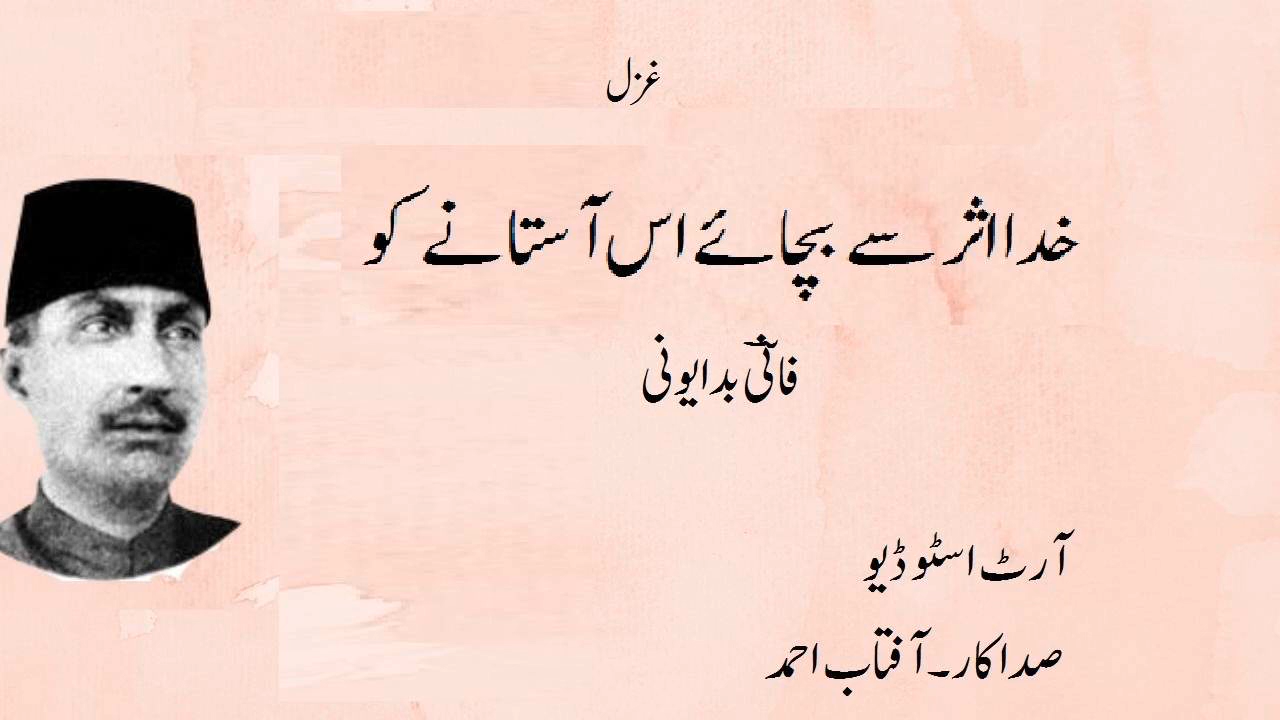 غزل
خدا اثر سے بچائے اس آستانے کو
فانیؔ بدایونی
آرٹ اسٹوڈیو
صداکار۔آفتاب احمد